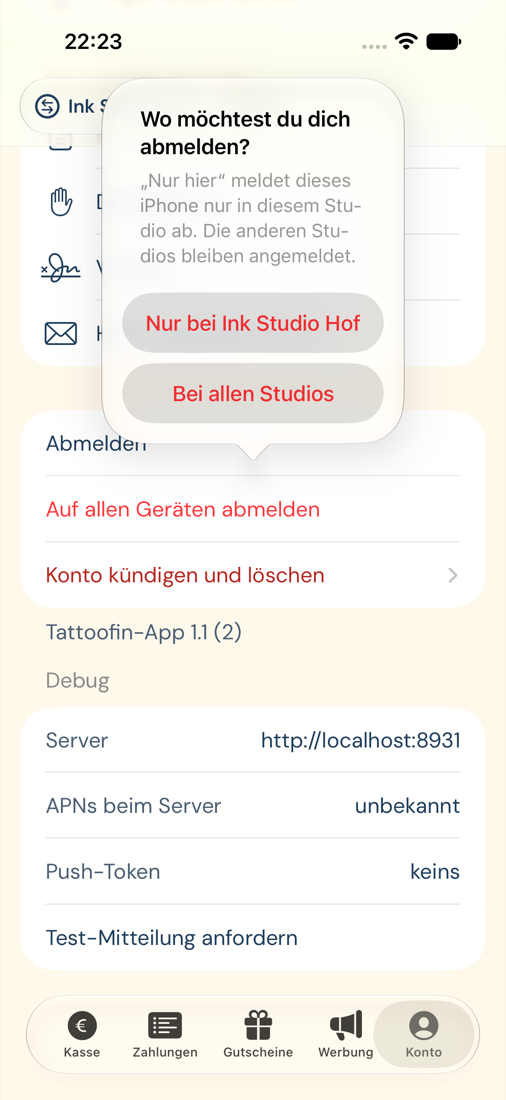 22:23
Ink S
Wo möchtest du dich
abmelden?
„Nur hier“ meldet dieses
iPhone nur in diesem Stu-
dio ab. Die anderen Stu-
dios bleiben angemeldet.
Nur bei Ink Studio Hof
Bei allen Studios
Abmelden
Auf allen Geräten abmelden
Konto kündigen und löschen
Tattoofin-App 1.1 (2)
Debug
Server http://localhost:8931
APNs beim Server unbekannt
Push-Token keins
Test-Mitteilung anfordern
Kasse Zahlungen Gutscheine Werbung Konto